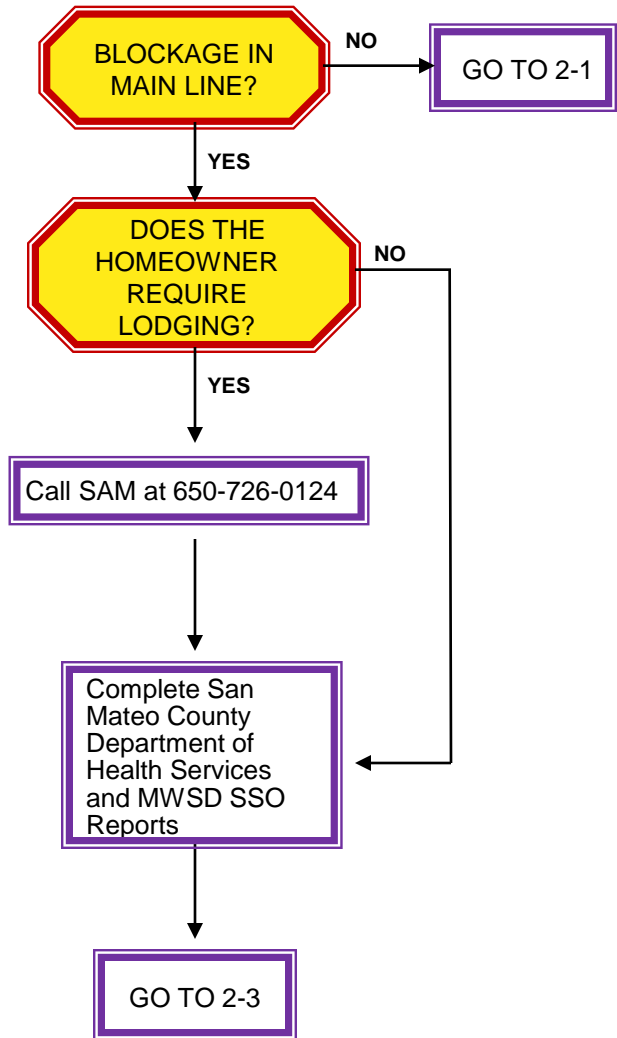 BLOCKAGE IN
MAIN LINE?
NO
GO TO 2-1
YES
DOES THE
HOMEOWNER
REQUIRE
LODGING?
NO
YES
Call SAM at 650-726-0124
Complete San
Mateo County
Department of
Health Services
and MWSD SSO
Reports
GO TO 2-3